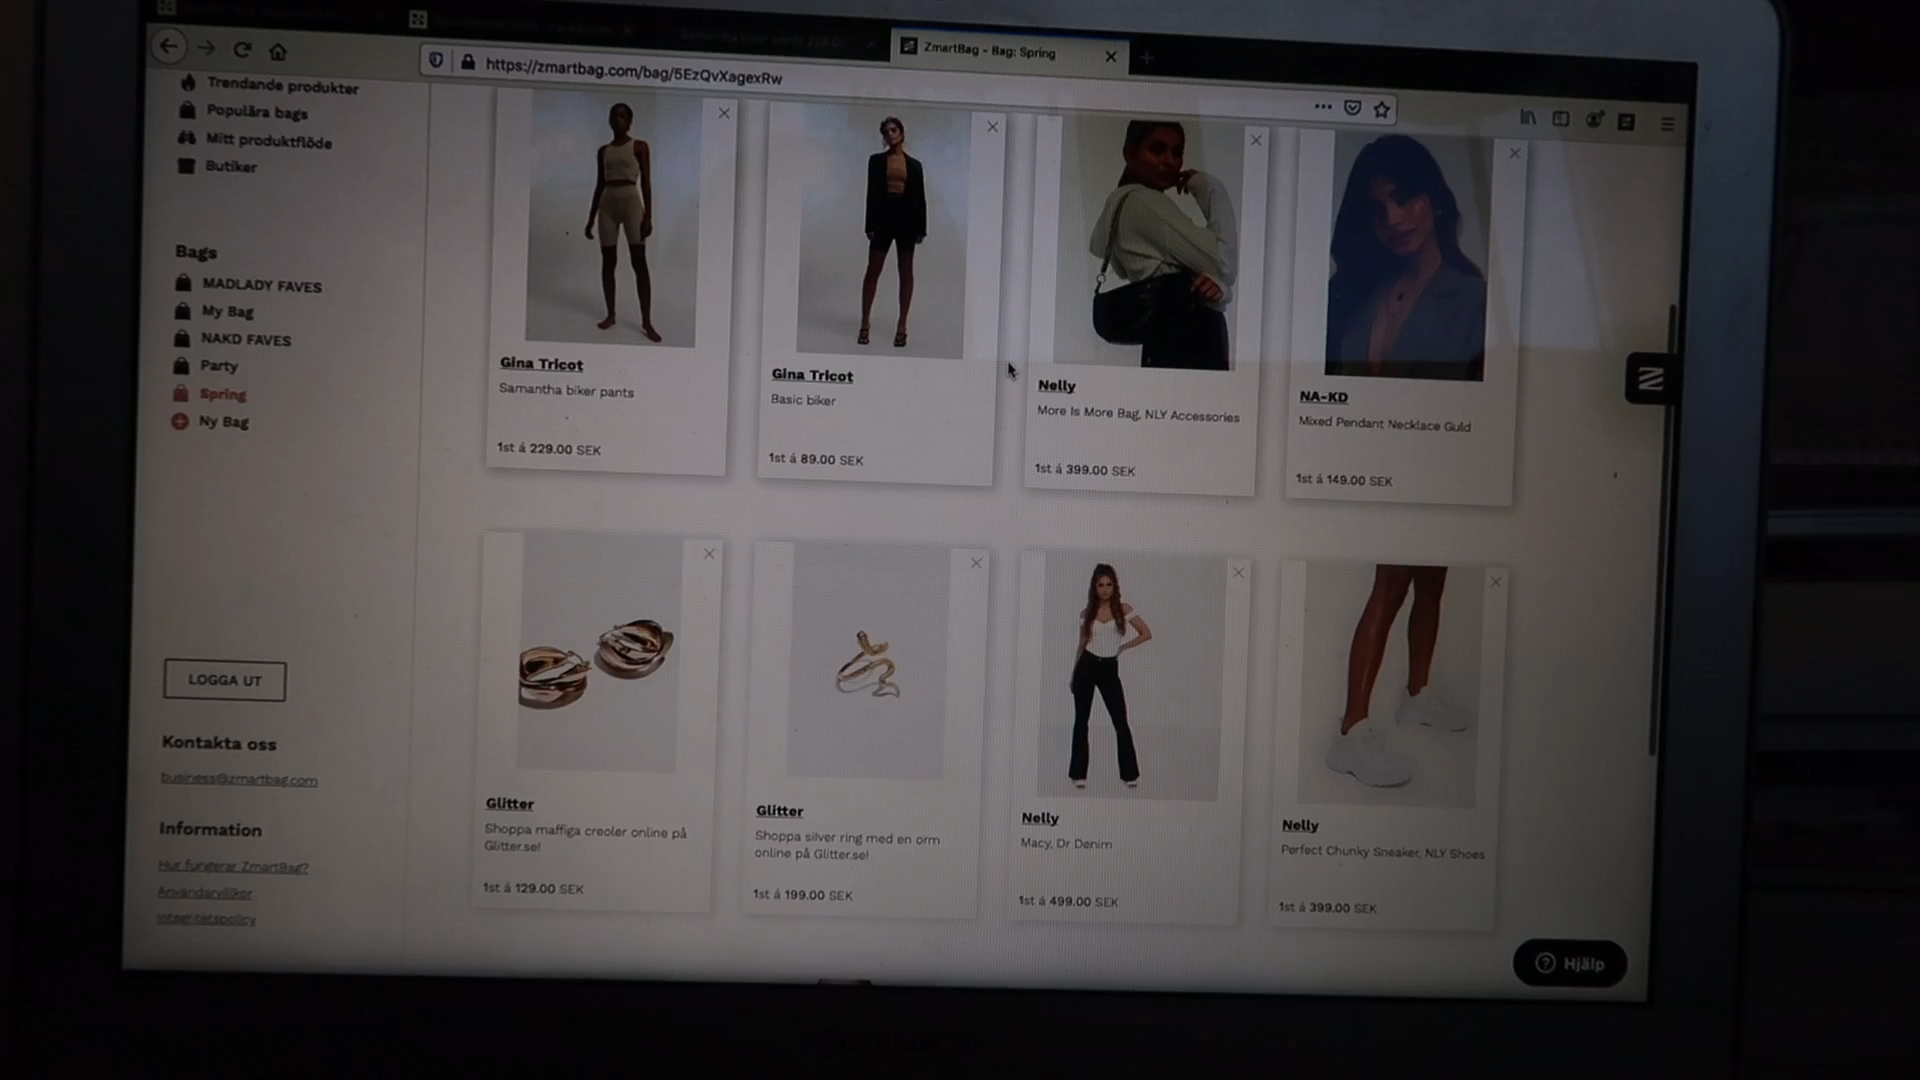 ZmartBag - Bag: Spring
https://zmartbag.com/bag/5EzQvXagexRw
Trendande produkter
Populära bags
Mitt produktflöde
Butiker
Bags
MADLADY FAVES
My Bag
NAKD FAVES
Party
Spring
Ny Bag
LOGGA UT
Kontakta oss
business@zmartbag.com
Information
Hur fungerar ZmartBag?
Användarvillkor
Integritetspolicy
Gina Tricot
Samantha biker pants
1st á 229.00 SEK
Gina Tricot
Basic biker
1st á 89.00 SEK
Nelly
More Is More Bag, NLY Accessories
1st á 399.00 SEK
NA-KD
Mixed Pendant Necklace Guld
1st á 149.00 SEK
Glitter
Shoppa maffiga creoler online på
Glitter.se!
1st á 129.00 SEK
Glitter
Shoppa silver ring med en orm
online på Glitter.se!
1st á 199.00 SEK
Nelly
Macy, Dr Denim
1st á 499.00 SEK
Nelly
Perfect Chunky Sneaker, NLY Shoes
1st á 399.00 SEK
Hjälp